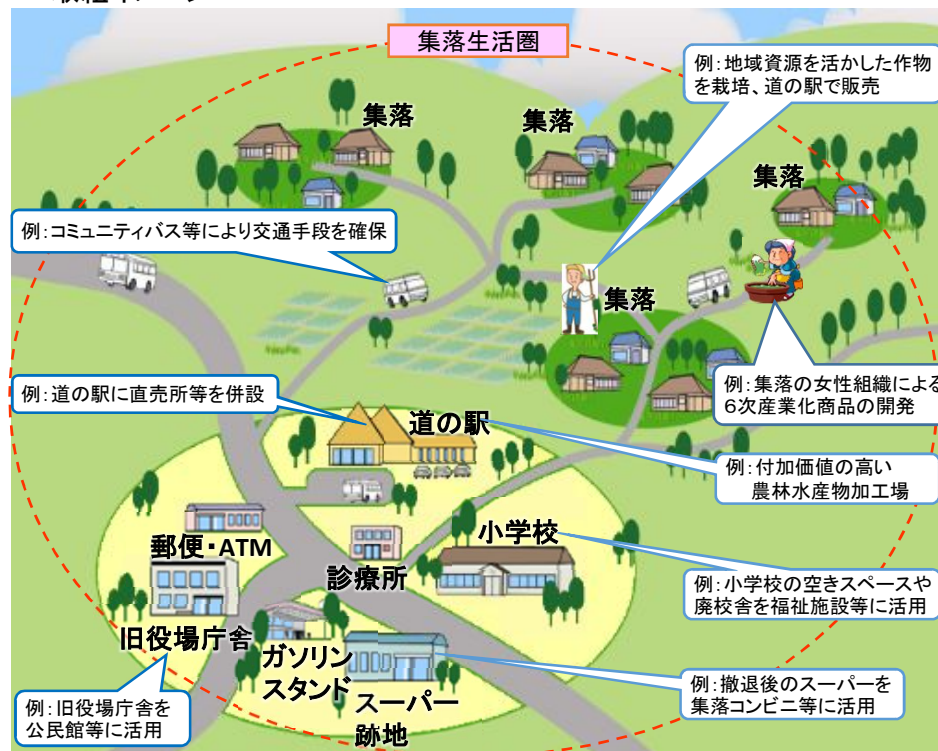 集落生活圏
例：地域資源を活かした作物
を栽培、道の駅で販売
集落
集落
集落
例：コミュニティバス等により交通手段を確保
集落
例：道の駅に直売所等を併設
例：集落の女性組織による
６次産業化商品の開発
道の駅
例：付加価値の高い
農林水産物加工場
小学校
郵便・ATM
診療所
例：小学校の空きスペースや
廃校舎を福祉施設等に活用
旧役場庁舎
ガソリン
スタンド
スーパー
跡地
例：撤退後のスーパーを
集落コンビニ等に活用
例：旧役場庁舎を
公民館等に活用